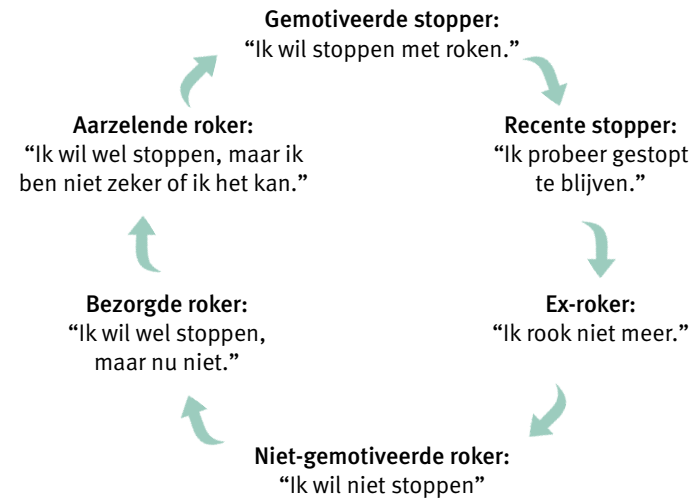 Gemotiveerde stopper:
“Ik wil stoppen met roken.”
Aarzelende roker:
“Ik wil wel stoppen, maar ik
ben niet zeker of ik het kan.”
Recente stopper:
“Ik probeer gestopt
te blijven.”
Bezorgde roker:
“Ik wil wel stoppen,
maar nu niet.”
Ex-roker:
“Ik rook niet meer.”
Niet-gemotiveerde roker:
“Ik wil niet stoppen”